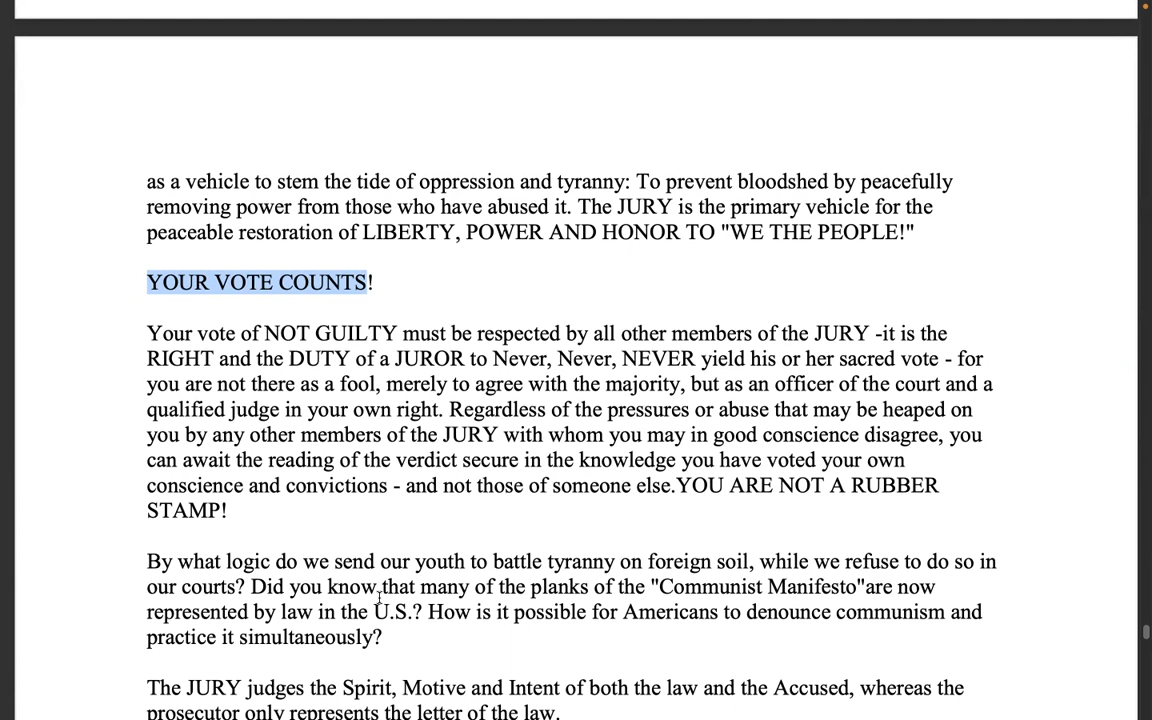 as a vehicle to stem the tide of oppression and tyranny: To prevent bloodshed by peacefully
removing power from those who have abused it. The JURY is the primary vehicle for the
peaceable restoration of LIBERTY, POWER AND HONOR TO "WE THE PEOPLE!"
YOUR VOTE COUNTS!
Your vote of NOT GUILTY must be respected by all other members of the JURY -it is the
RIGHT and the DUTY of a JUROR to Never, Never, NEVER yield his or her sacred vote - for
you are not there as a fool, merely to agree with the majority, but as an officer of the court and a
qualified judge in your own right. Regardless of the pressures or abuse that may be heaped on
you by any other members of the JURY with whom you may in good conscience disagree, you
can await the reading of the verdict secure in the knowledge you have voted your own
conscience and convictions - and not those of someone else.YOU ARE NOT A RUBBER
STAMP!
By what logic do we send our youth to battle tyranny on foreign soil, while we refuse to do so in
our courts? Did you know that many of the planks of the "Communist Manifesto"are now
represented by law in the U.S.? How is it possible for Americans to denounce communism and
practice it simultaneously?
The JURY judges the Spirit, Motive and Intent of both the law and the Accused, whereas the
prosecutor only represents the letter of the law.